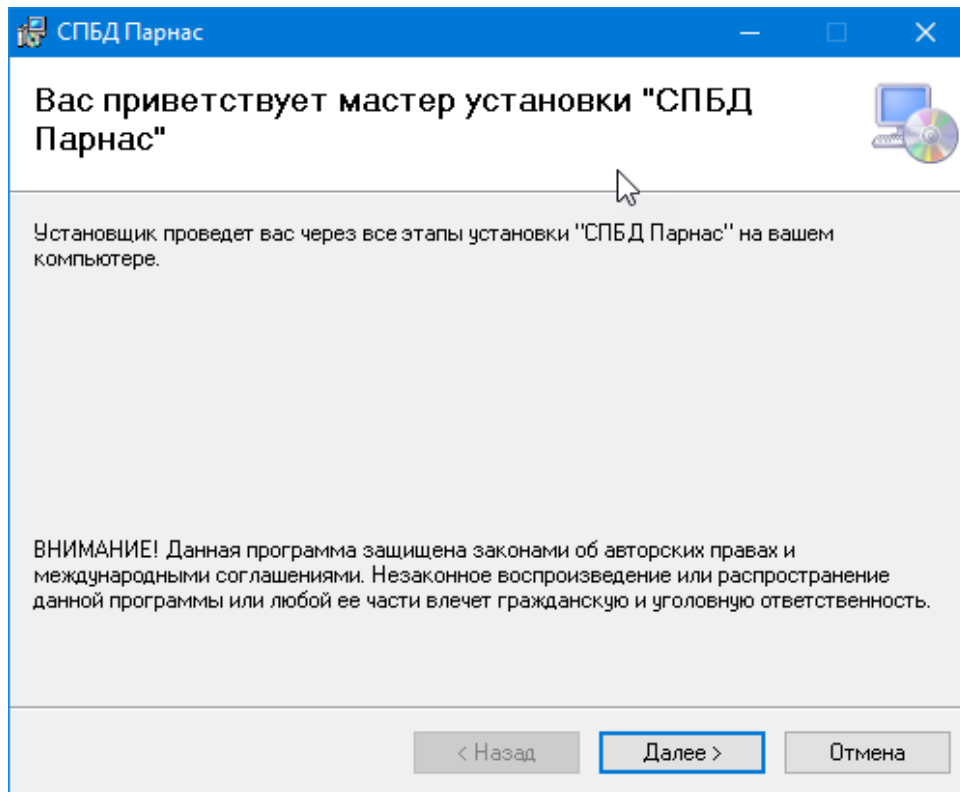 СПБД Парнас
Вас приветствует мастер установки "СПБД
Парнас"
Установщик проведет вас через все этапы установки "СПБД Парнас" на вашем
компьютере.
ВНИМАНИЕ! Данная программа защищена законами об авторских правах и
международными соглашениями. Незаконное воспроизведение или распространение
данной программы или любой ее части влечет гражданскую и уголовную ответственность.
< Назад
Далее >
Отмена